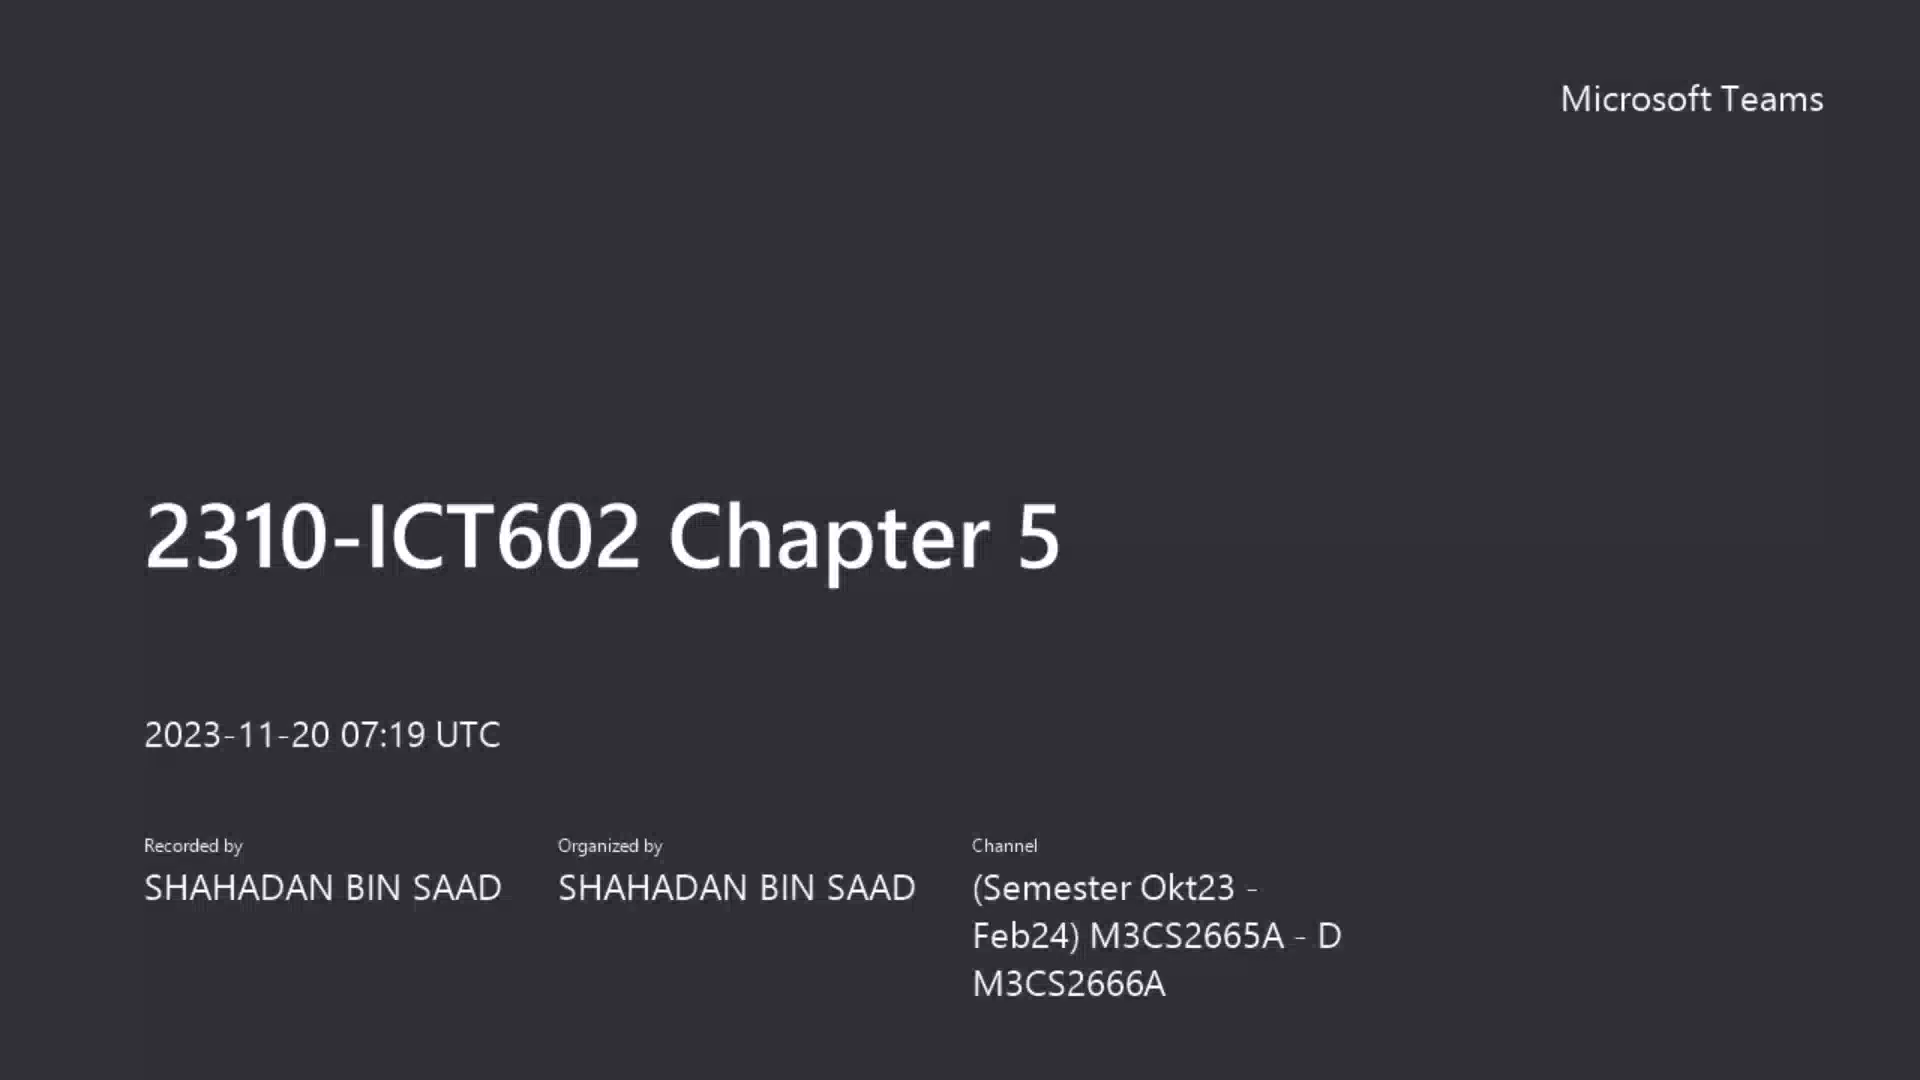 Microsoft Teams
2310-ICT602 Chapter 5
2023-11-20 07:19 UTC
Recorded by
SHAHADAN BIN SAAD
Organized by
SHAHADAN BIN SAAD
Channel
(Semester Okt23 -
Feb24) M3CS2665A - D
M3CS2666A